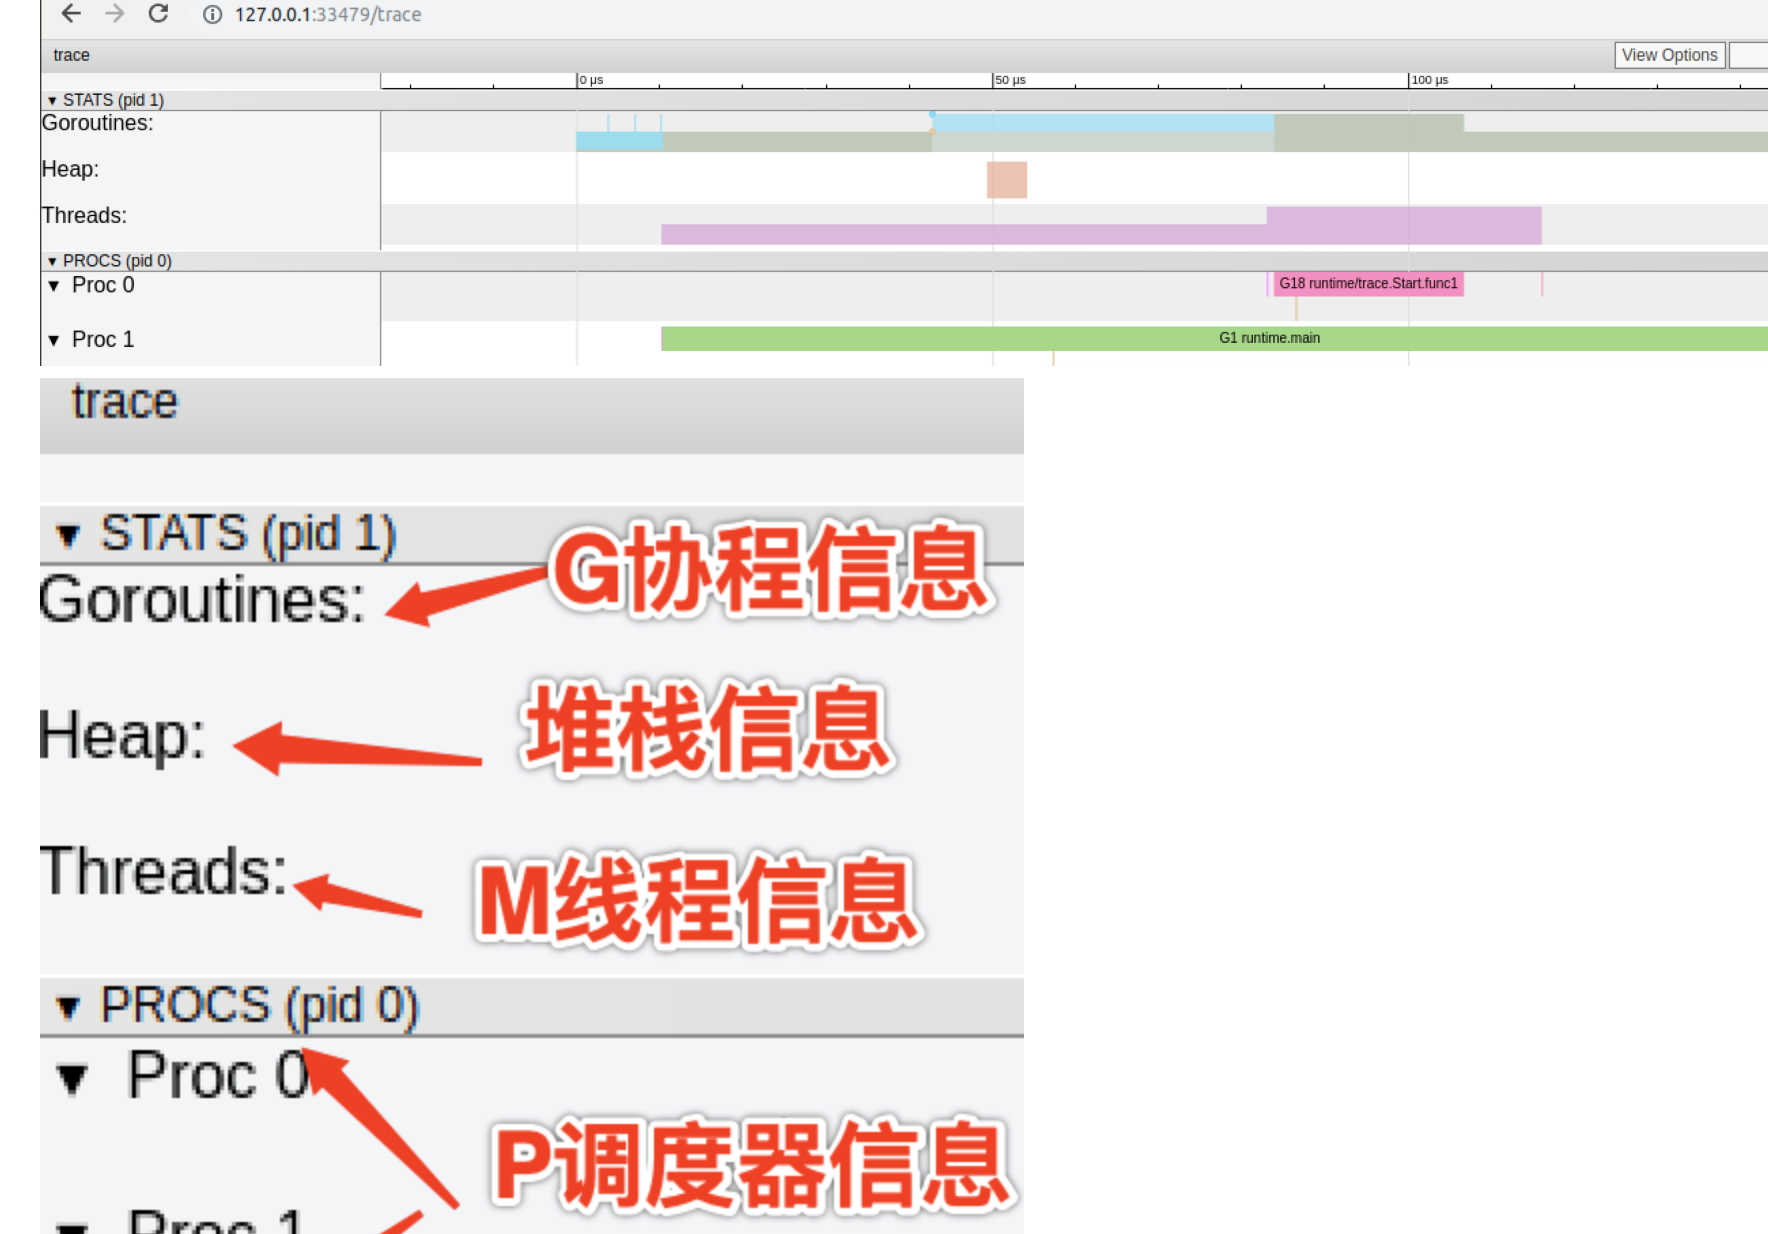 127.0.0.1:33479/trace
trace
View Options
0 µs
50 µs
100 µs
▼ STATS (pid 1)
Goroutines:
Heap:
Threads:
▼ PROCS (pid 0)
▼ Proc 0
G18 runtime/trace.Start.func1
▼ Proc 1
G1 runtime.main
trace
▼ STATS (pid 1)
G协程信息
Goroutines:
堆栈信息
Heap:
M线程信息
Threads:
▼ PROCS (pid 0)
▼ Proc 0
P调度器信息
▼ Proc 1